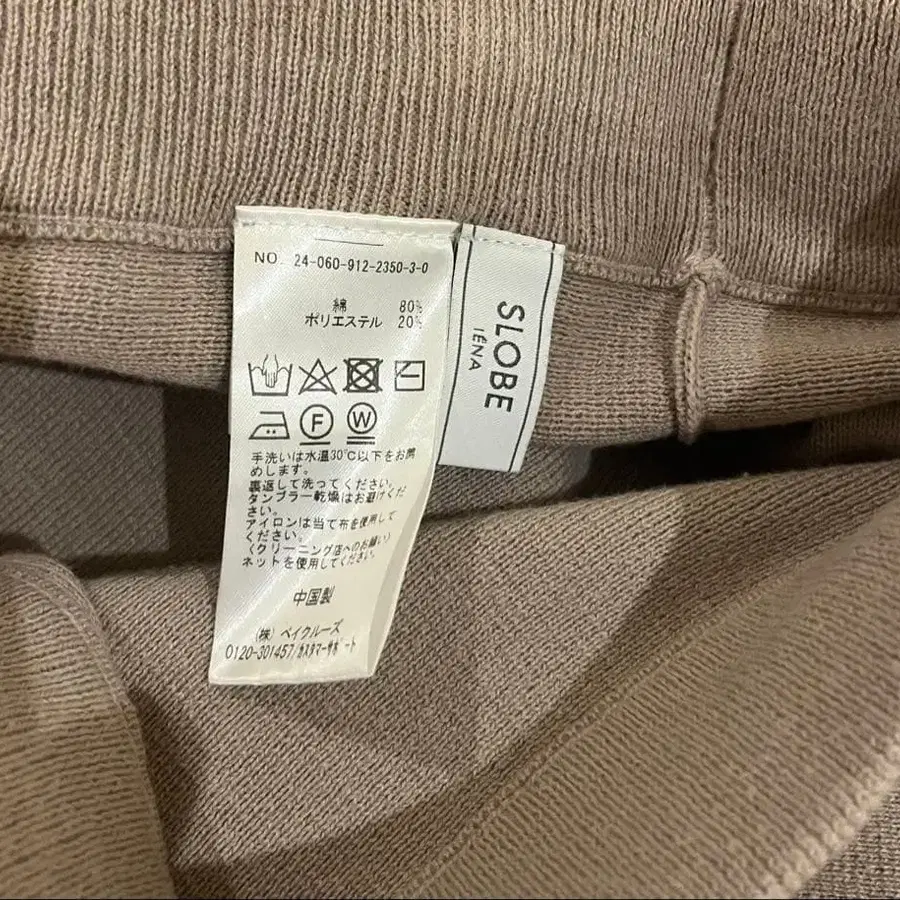 NO. 24-060-912-2350-3-0
綿 80%
ポリエステル 20%
F W
手洗いは水温30℃以下をお薦
めします。
裏返して洗ってください。
タンブラー乾燥はお避けくだ
さい。
アイロンは当て布を使用して
ください。
〈クリーニング店へのお願い〉
ネットを使用してください。
中国製
(株) ベイクルーズ
0120-301457/カスタマーサポート
SLOBE
IÉNA